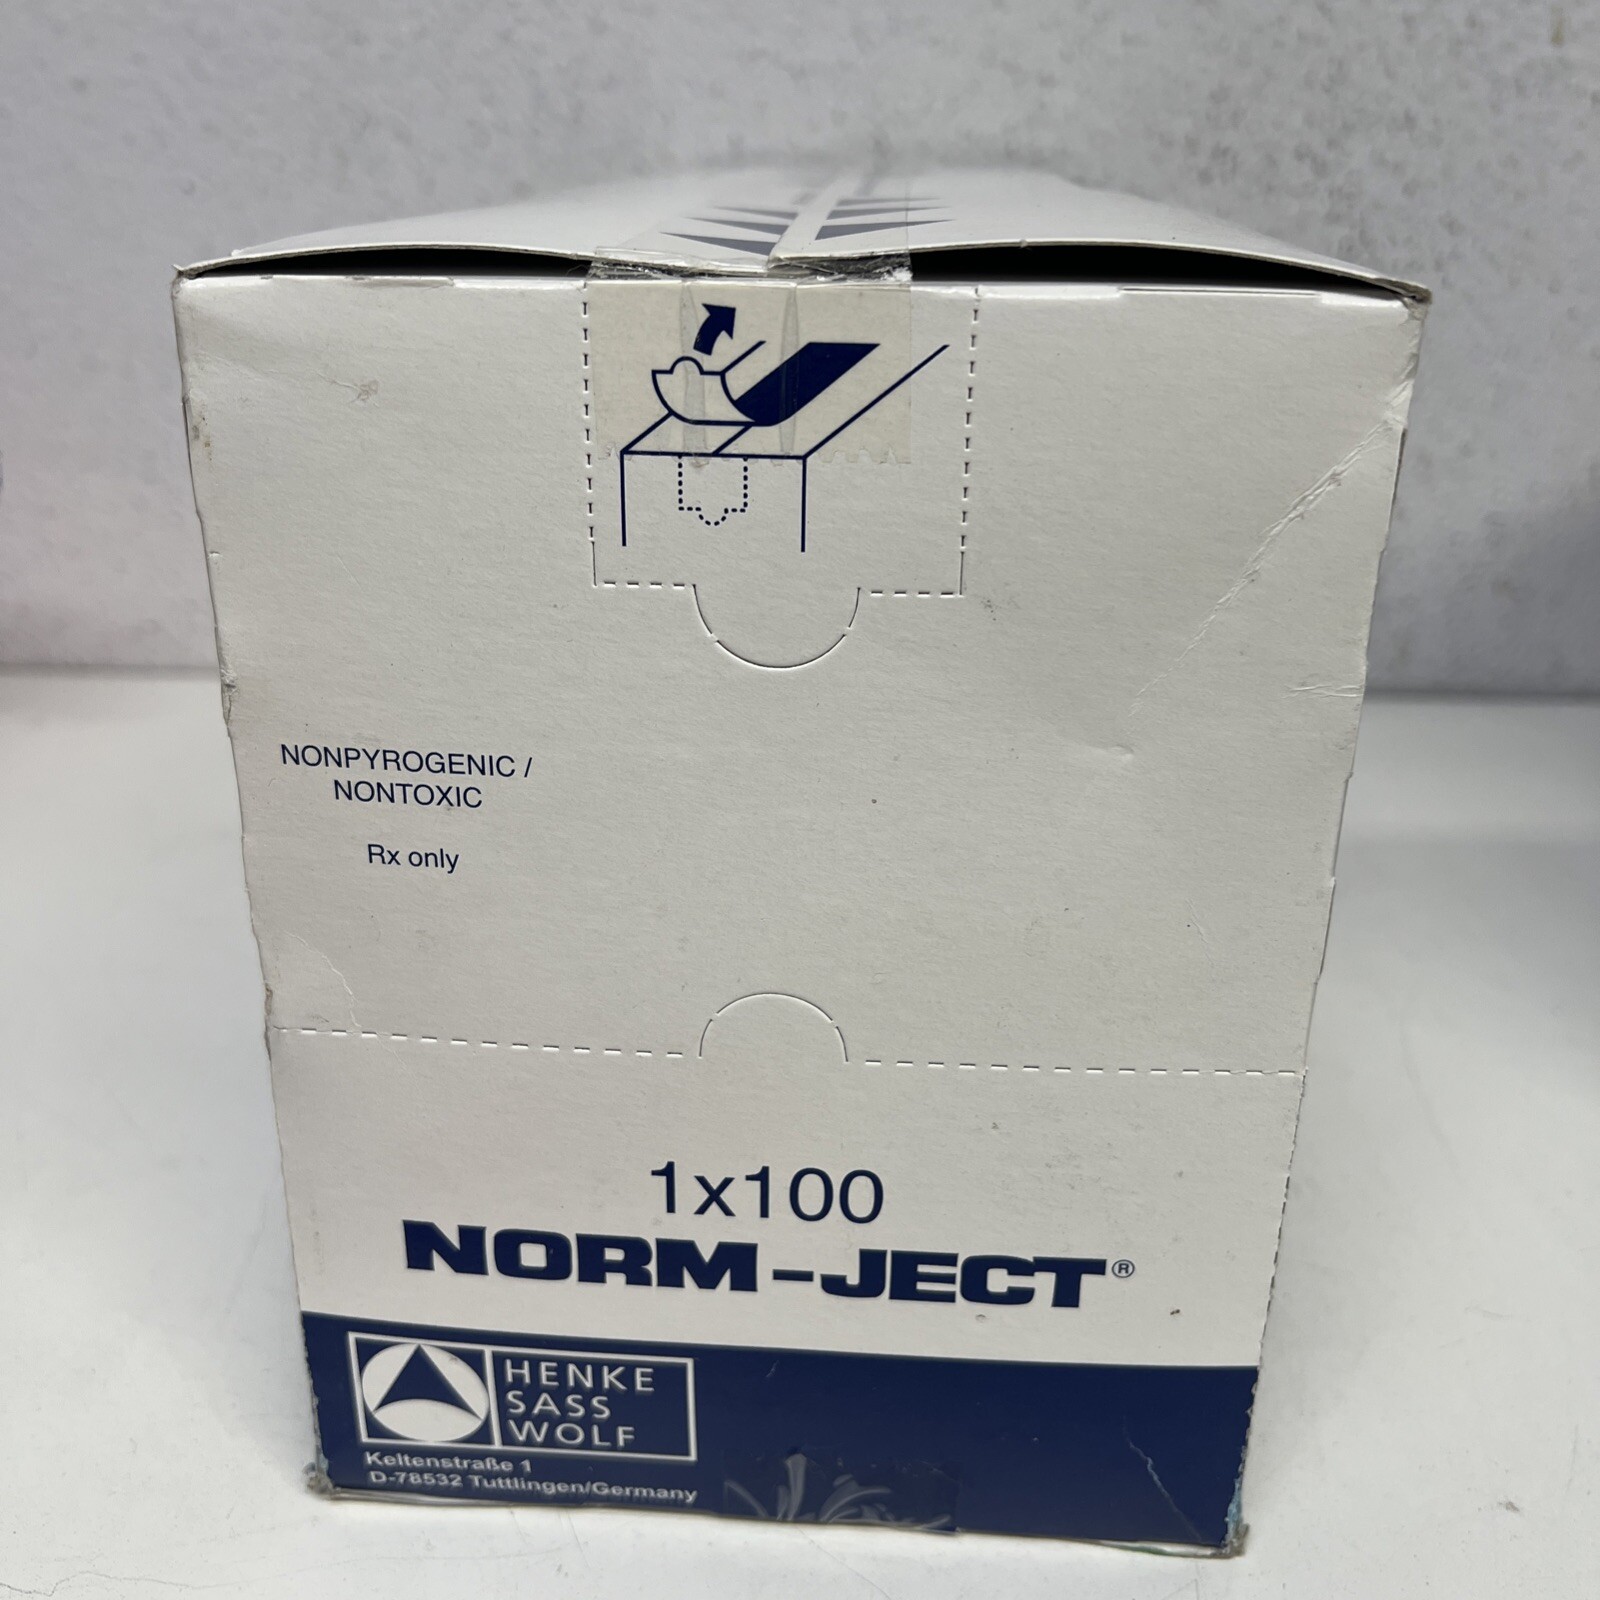 NONPYROGENIC /
NONTOXIC
Rx only
1x100
NORM-JECT®
HENKE
SASS
WOLF
Keltenstraße 1
D-78532 Tuttlingen/Germany